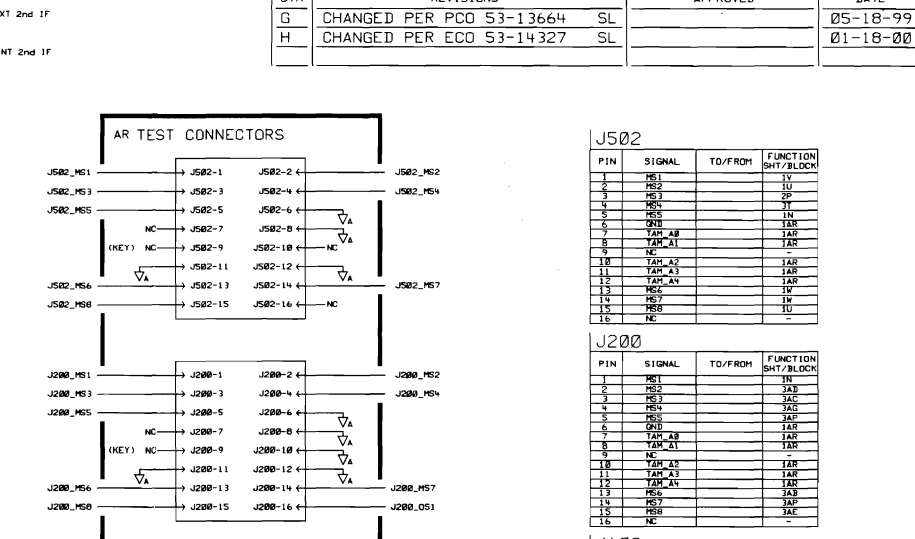 XT 2nd IF
NT 2nd IF
REVISIONS APPROVED DATE
G CHANGED PER PCO 53-13664 SL 05-18-99
H CHANGED PER ECO 53-14327 SL 01-18-00
AR TEST CONNECTORS
J502_MS1 J502-1 J502-2 J502_MS2
J502_MS3 J502-3 J502-4 J502_MS4
J502_MS5 J502-5 J502-6 A
NC J502-7 J502-8 A
(KEY) NC J502-9 J502-10 NC
A J502-11 J502-12 A
J502_MS6 J502-13 J502-14 J502_MS7
J502_MS8 J502-15 J502-16 NC
J200_MS1 J200-1 J200-2 J200_MS2
J200_MS3 J200-3 J200-4 J200_MS4
J200_MS5 J200-5 J200-6 A
NC J200-7 J200-8 A
(KEY) NC J200-9 J200-10 A
A J200-11 J200-12 A
J200_MS6 J200-13 J200-14 J200_MS7
J200_MS8 J200-15 J200-16 J200_OS1
J502
PIN SIGNAL TO/FROM FUNCTION SHT/BLOCK
1 MS1 1V
2 MS2 1U
3 MS3 2P
4 MS4 3T
5 MS5 1N
6 GND 1AR
7 TAM_A0 1AR
8 TAM_A1 1AR
9 NC -
10 TAM_A2 1AR
11 TAM_A3 1AR
12 TAM_A4 1AR
13 MS6 1W
14 MS7 1W
15 MS8 1U
16 NC -
J200
PIN SIGNAL TO/FROM FUNCTION SHT/BLOCK
1 MS1 1N
2 MS2 3AD
3 MS3 3AC
4 MS4 3AG
5 MS5 3AP
6 GND 1AR
7 TAM_A0 1AR
8 TAM_A1 1AR
9 NC -
10 TAM_A2 1AR
11 TAM_A3 1AR
12 TAM_A4 1AR
13 MS6 3AB
14 MS7 3AP
15 MS8 3AE
16 NC -